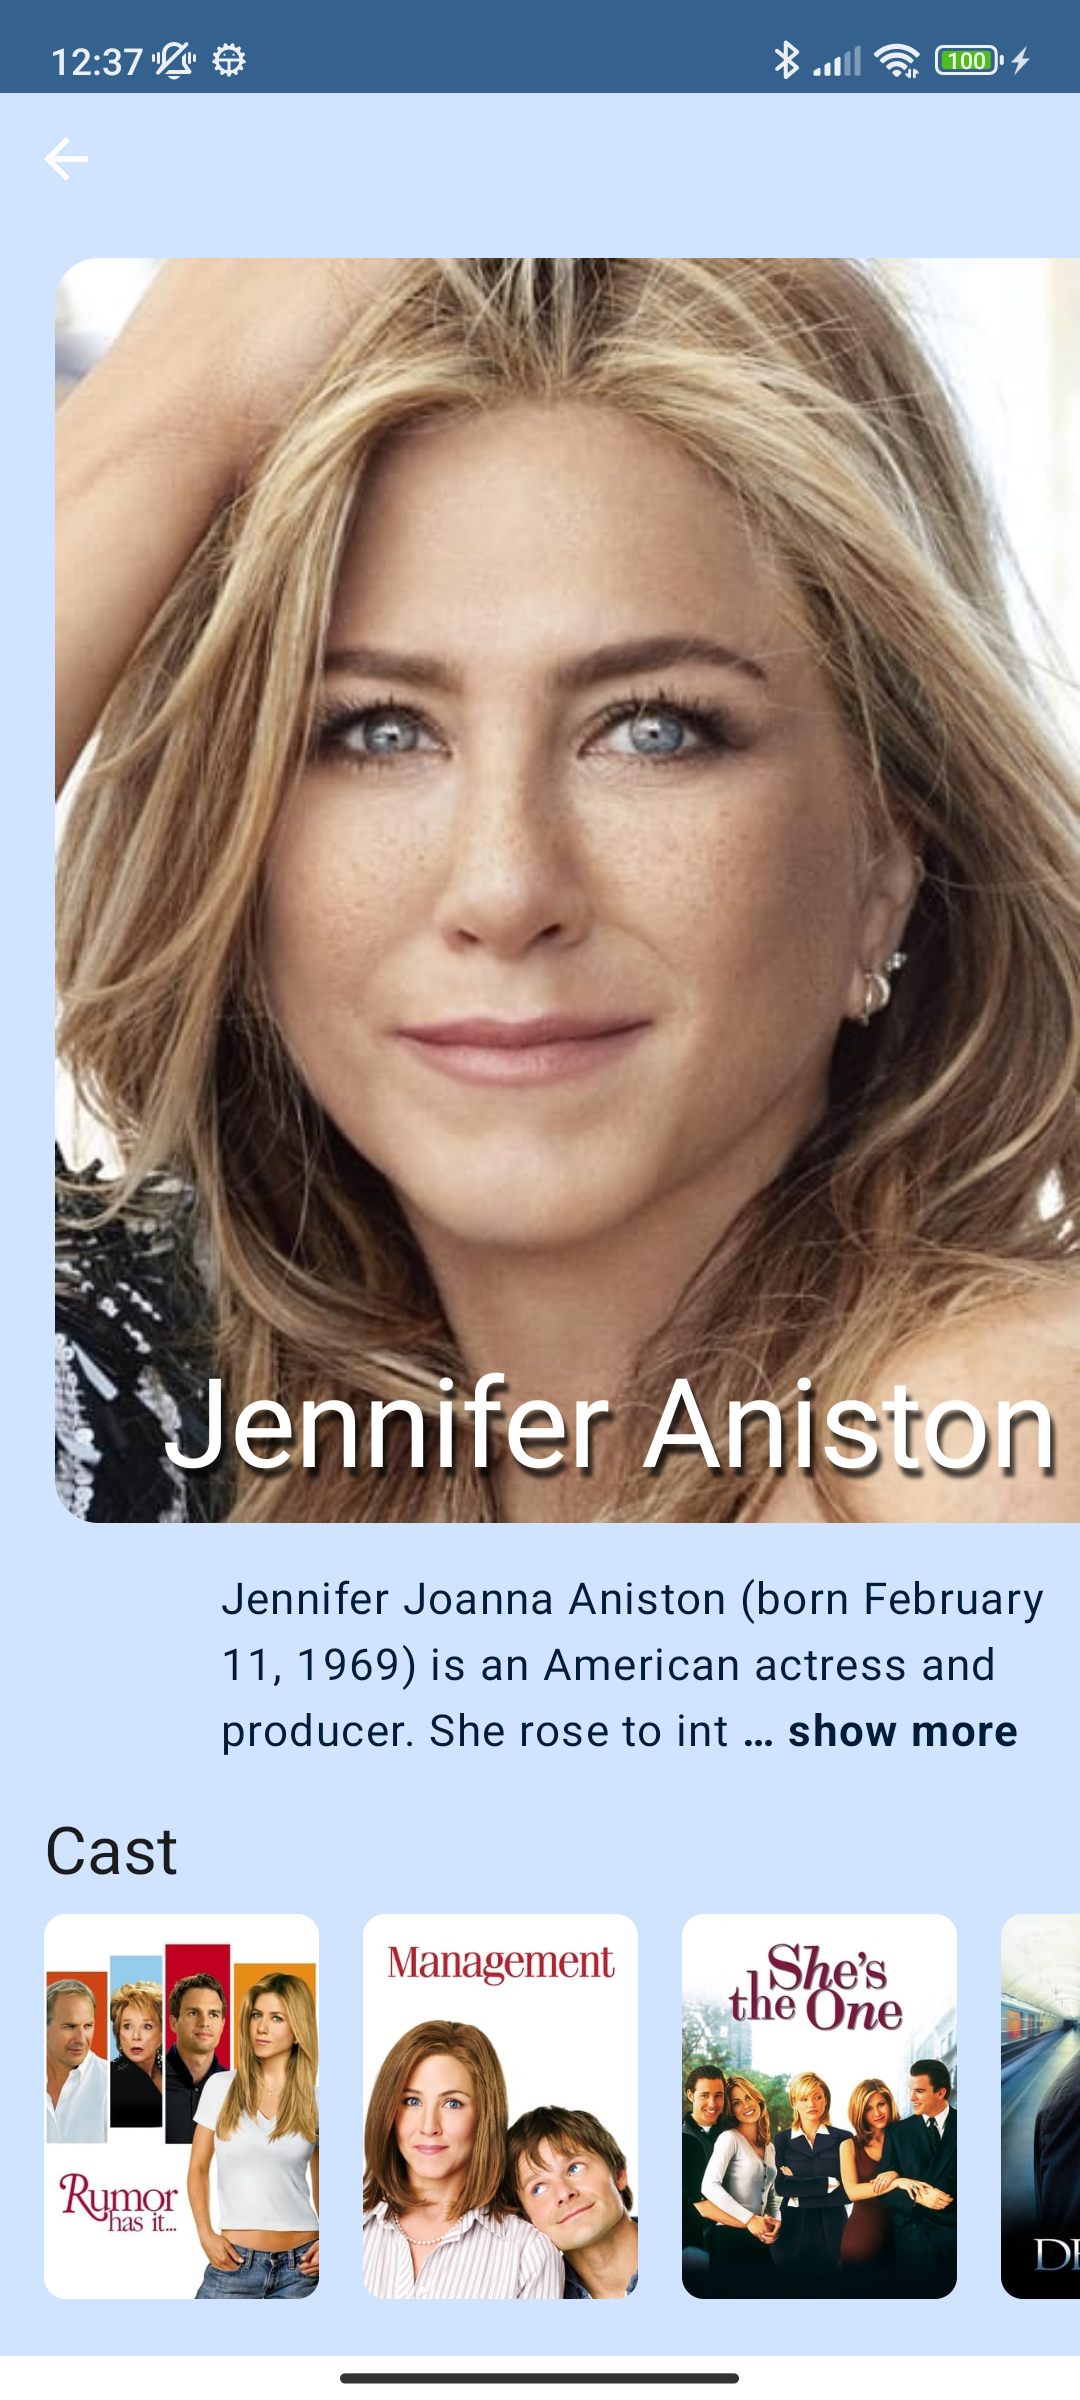 12:37
100
Jennifer Aniston
Jennifer Joanna Aniston (born February
11, 1969) is an American actress and
producer. She rose to int ... show more
Cast
Rumor
has it...
Management
She's
the One